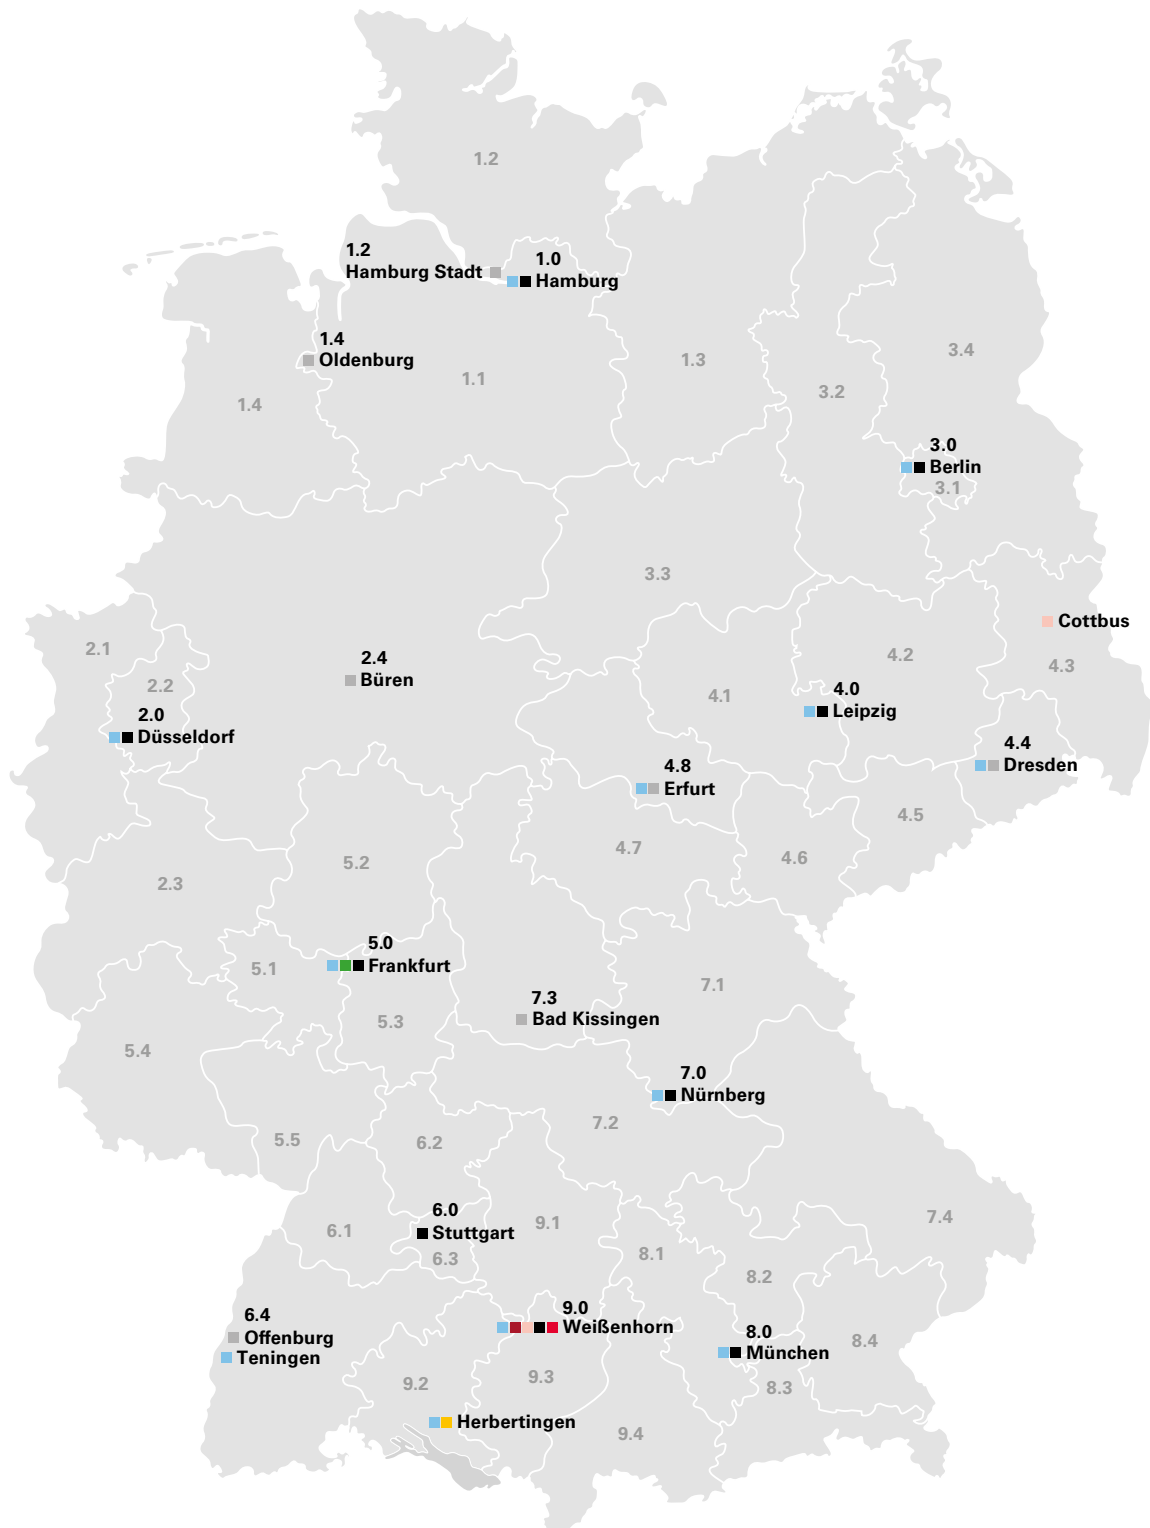 1.2
1.2
Hamburg Stadt
1.0
Hamburg
1.4
Oldenburg
1.1
1.3
3.4
3.2
1.4
3.0
Berlin
3.1
3.3
Cottbus
2.1
4.2
4.3
2.4
Büren
2.2
4.1
4.0
Leipzig
2.0
Düsseldorf
4.4
Dresden
4.8
Erfurt
4.5
4.7
4.6
5.2
2.3
5.0
Frankfurt
5.1
7.1
7.3
Bad Kissingen
5.3
5.4
7.0
Nürnberg
7.2
5.5
6.2
6.0
Stuttgart
9.1
7.4
6.1
6.3
8.1
8.2
9.0
Weißenhorn
6.4
Offenburg
Teningen
8.0
München
8.4
9.2
9.3
8.3
Herbertingen
9.4